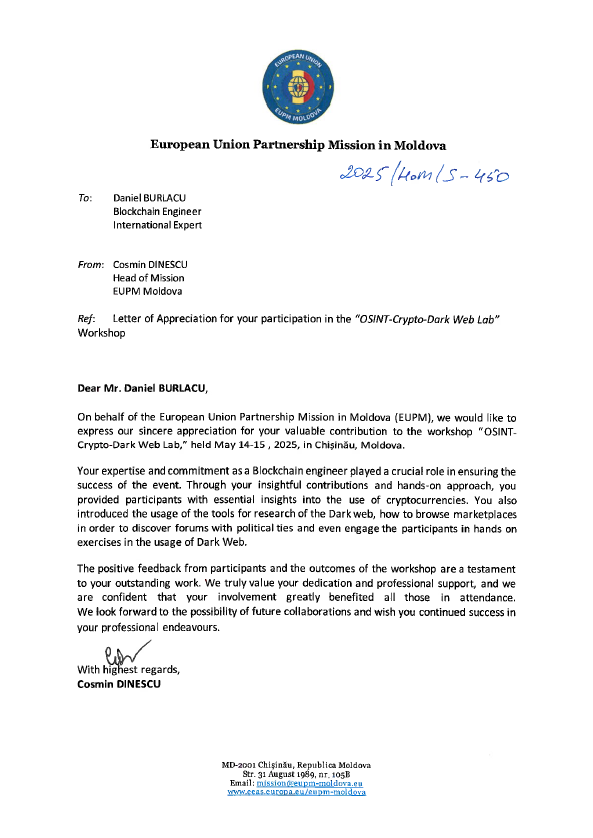 EUROPEAN UNION
EUPM MOLDOVA
European Union Partnership Mission in Moldova
2025/HoM/S-450
To: Daniel BURLACU
Blockchain Engineer
International Expert
From: Cosmin DINESCU
Head of Mission
EUPM Moldova
Ref: Letter of Appreciation for your participation in the "OSINT-Crypto-Dark Web Lab"
Workshop
Dear Mr. Daniel BURLACU,
On behalf of the European Union Partnership Mission in Moldova (EUPM), we would like to
express our sincere appreciation for your valuable contribution to the workshop "OSINT-
Crypto-Dark Web Lab," held May 14-15 , 2025, in Chișinău, Moldova.
Your expertise and commitment as a Blockchain engineer played a crucial role in ensuring the
success of the event. Through your insightful contributions and hands-on approach, you
provided participants with essential insights into the use of cryptocurrencies. You also
introduced the usage of the tools for research of the Dark web, how to browse marketplaces
in order to discover forums with political ties and even engage the participants in hands on
exercises in the usage of Dark Web.
The positive feedback from participants and the outcomes of the workshop are a testament
to your outstanding work. We truly value your dedication and professional support, and we
are confident that your involvement greatly benefited all those in attendance.
We look forward to the possibility of future collaborations and wish you continued success in
your professional endeavours.
With highest regards,
Cosmin DINESCU
MD-2001 Chișinău, Republica Moldova
Str. 31 August 1989, nr. 105B
Email: mission@eupm-moldova.eu
www.eeas.europa.eu/eupm-moldova